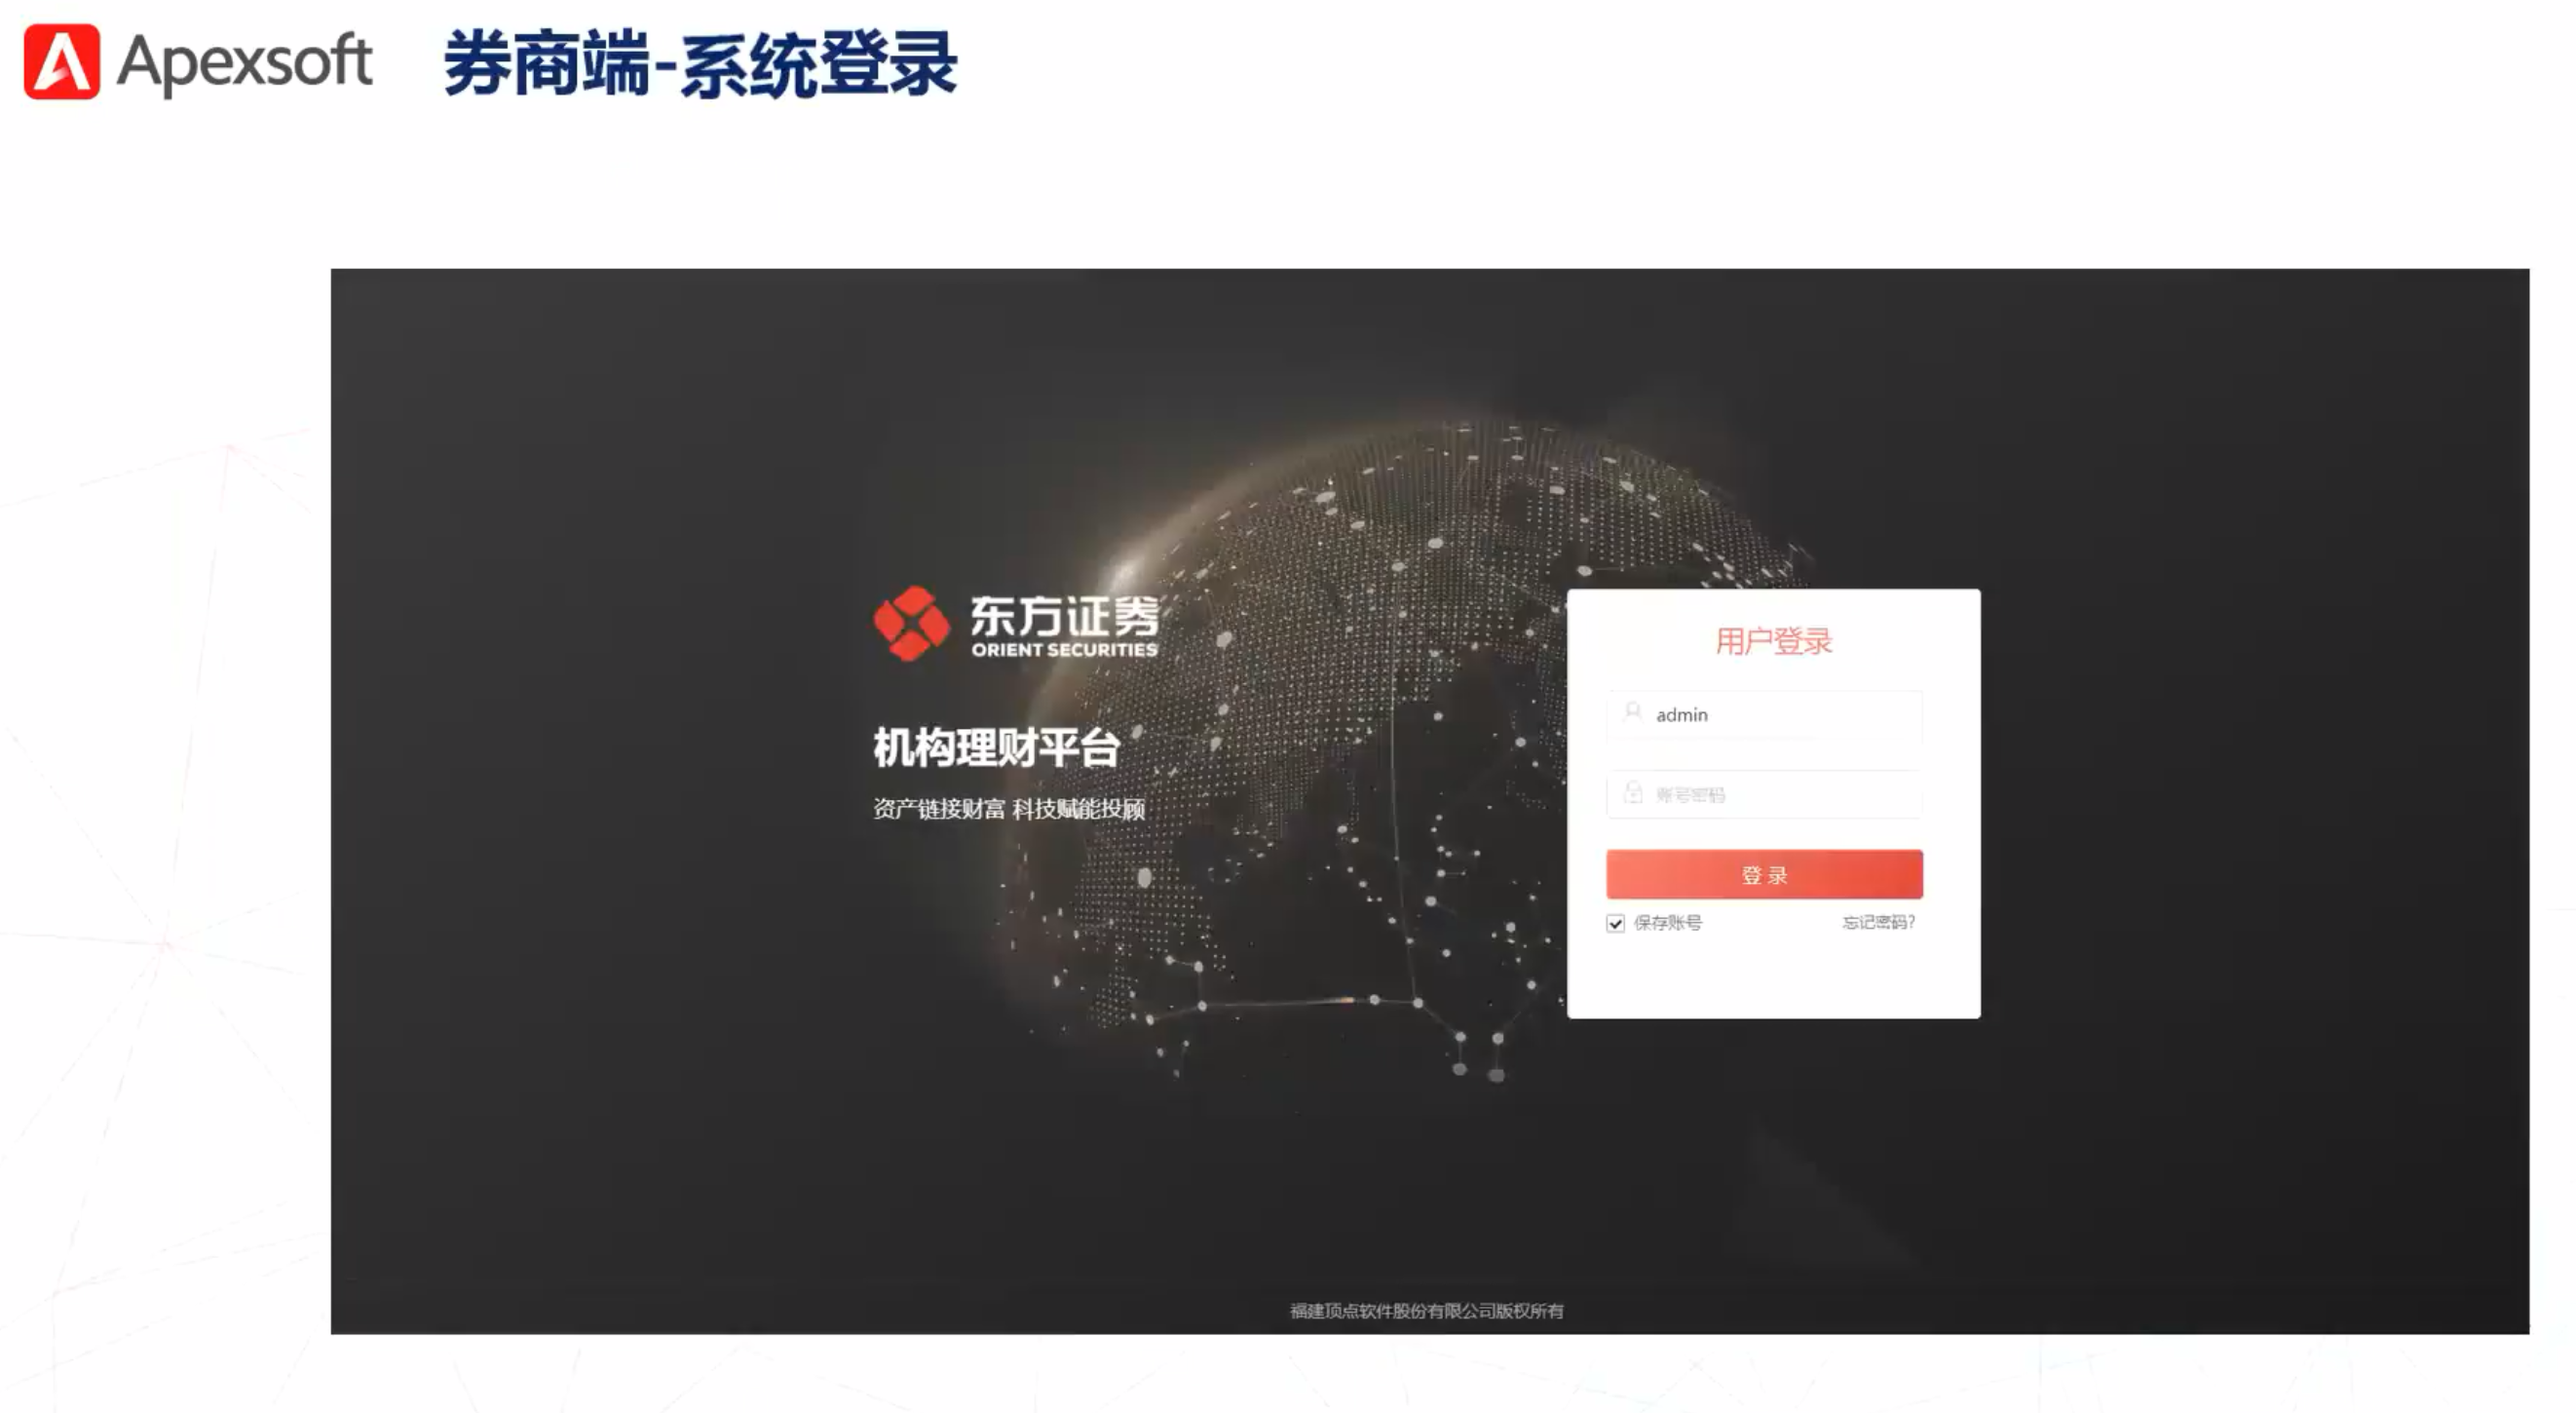 Apexsoft 券商端-系统登录
东方证券
ORIENT SECURITIES
机构理财平台
资产链接财富 科技赋能投顾
用户登录
admin
账号密码
登 录
保存账号 忘记密码?
福建顶点软件股份有限公司版权所有